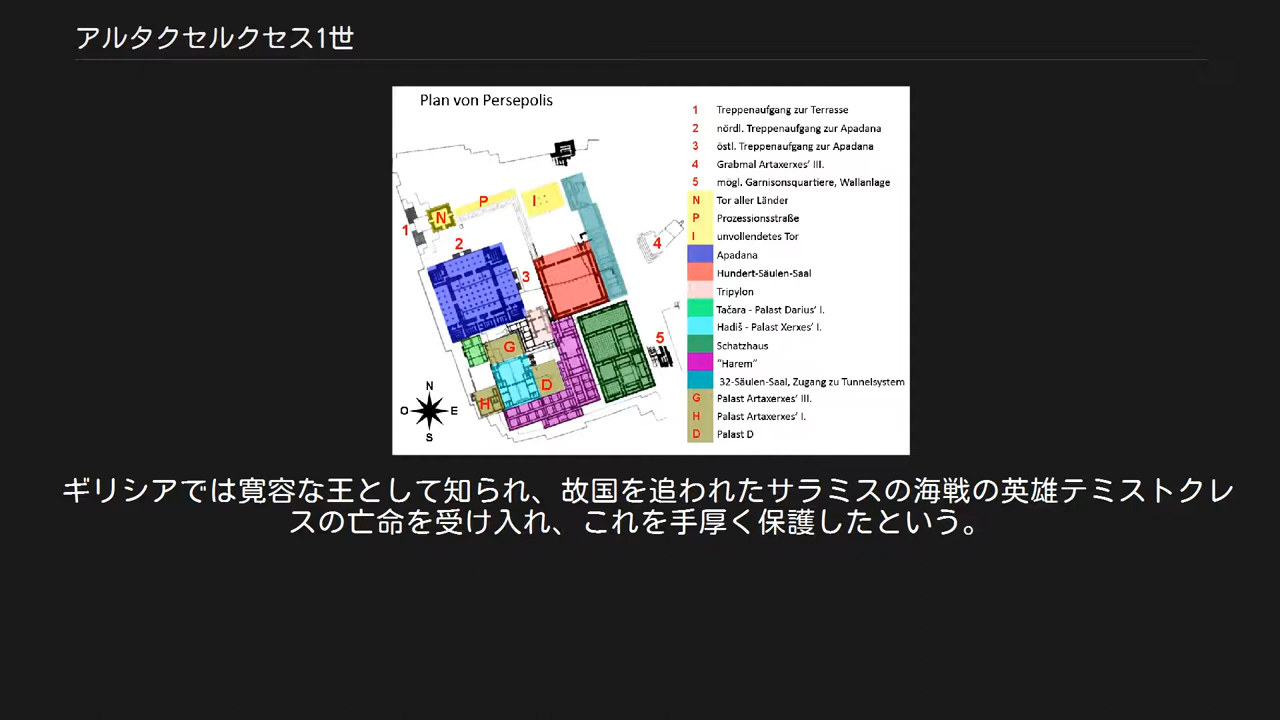 アルタクセルクセス1世
Plan von Persepolis
1 Treppenaufgang zur Terrasse
2 nördl. Treppenaufgang zur Apadana
3 östl. Treppenaufgang zur Apadana
4 Grabmal Artaxerxes' III.
5 mögl. Garnisonsquartiere, Wallanlage
N Tor aller Länder
P Prozessionsstraße
I unvollendetes Tor
Apadana
Hundert-Säulen-Saal
Tripylon
Tačara - Palast Darius' I.
Hadiš - Palast Xerxes' I.
Schatzhaus
"Harem"
32-Säulen-Saal, Zugang zu Tunnelsystem
G Palast Artaxerxes' III.
H Palast Artaxerxes' I.
D Palast D
P
I
N
1
2
4
3
5
G
D
H
N
O E
S
ギリシアでは寛容な王として知られ、故国を追われたサラミスの海戦の英雄テミストクレ
スの亡命を受け入れ、これを手厚く保護したという。